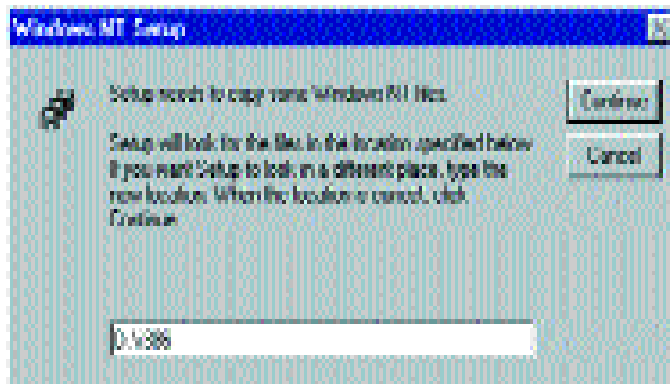 Windows NT Setup
Setup needs to copy some Windows NT files.
Continue
Setup will look for the files in the location specified below.
If you want Setup to look in a different place, type the
new location. When the location is correct, click
Continue.
Cancel
D:\i386